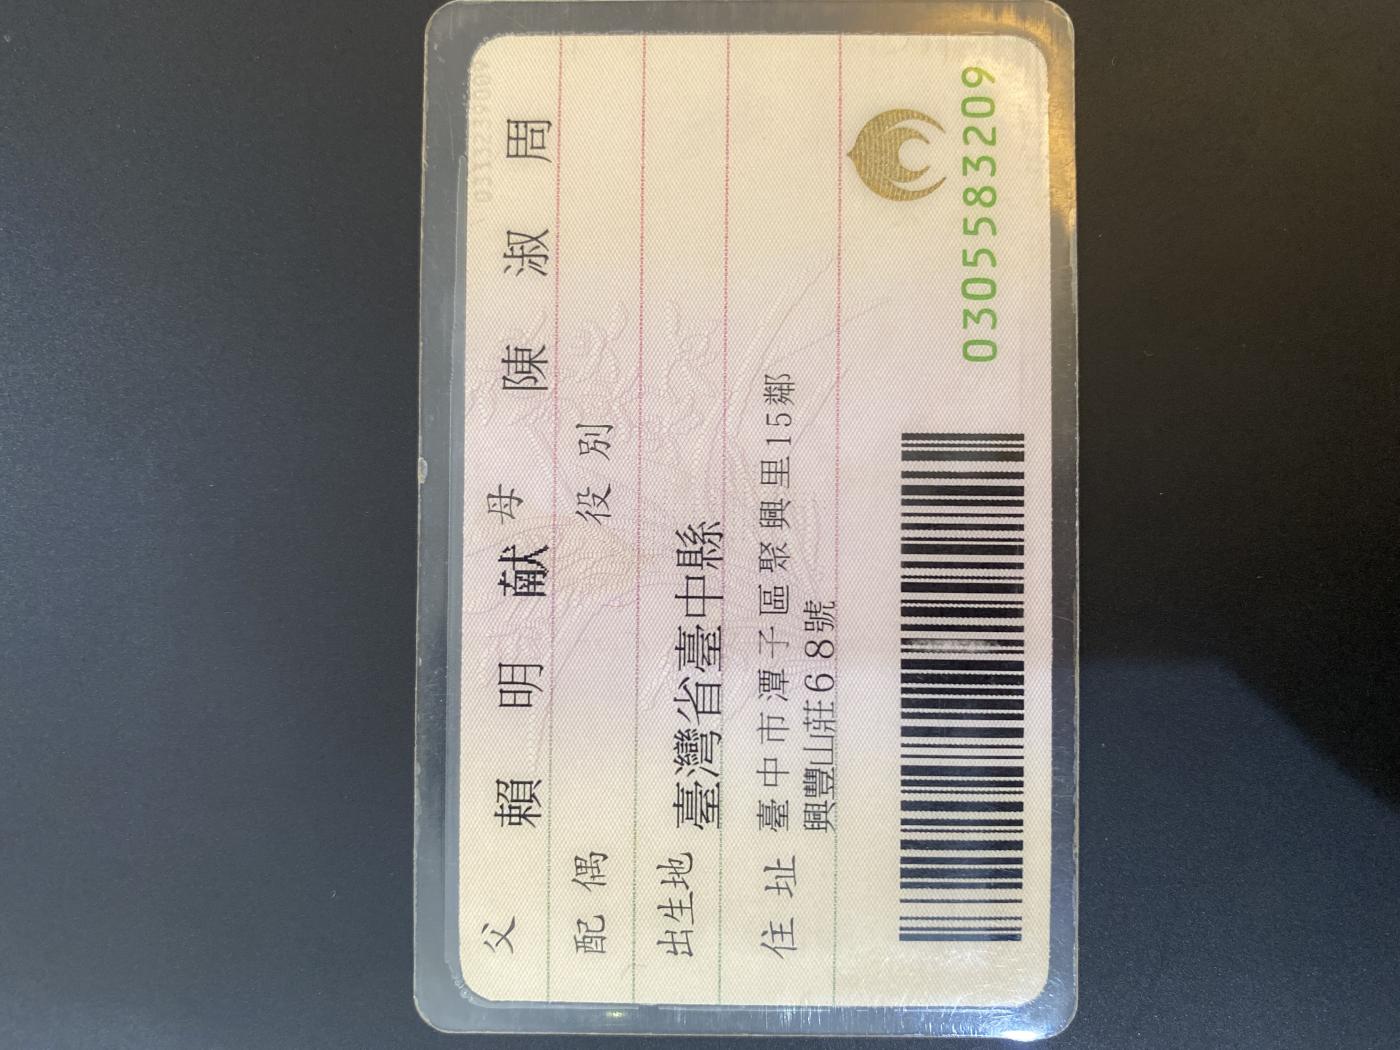 父 賴明献 母 陳淑周
配偶 役別
出生地 臺灣省臺中縣
住址 臺中市潭子區聚興里15鄰
興豐山莊68號
0305583209